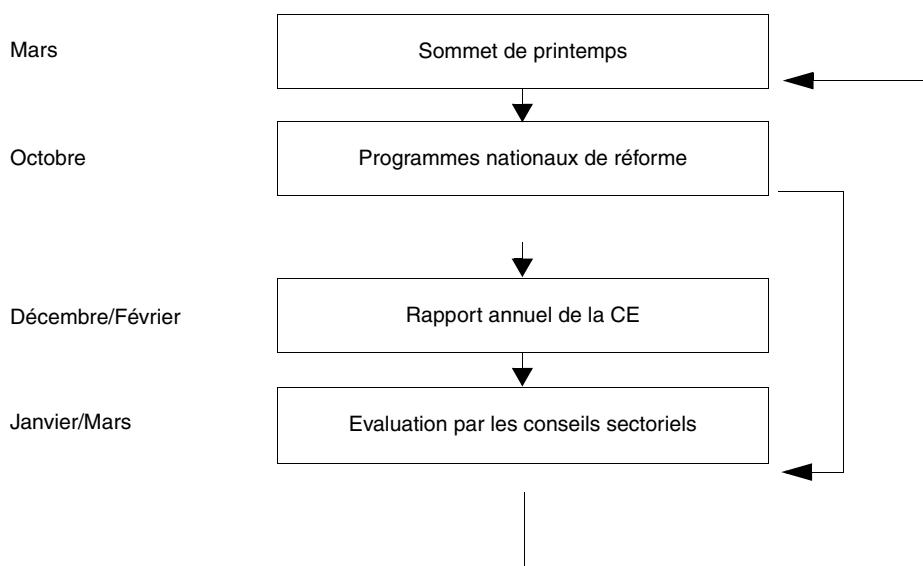 Mars
Sommet de printemps
Octobre
Programmes nationaux de réforme
Décembre/Février
Rapport annuel de la CE
Janvier/Mars
Evaluation par les conseils sectoriels